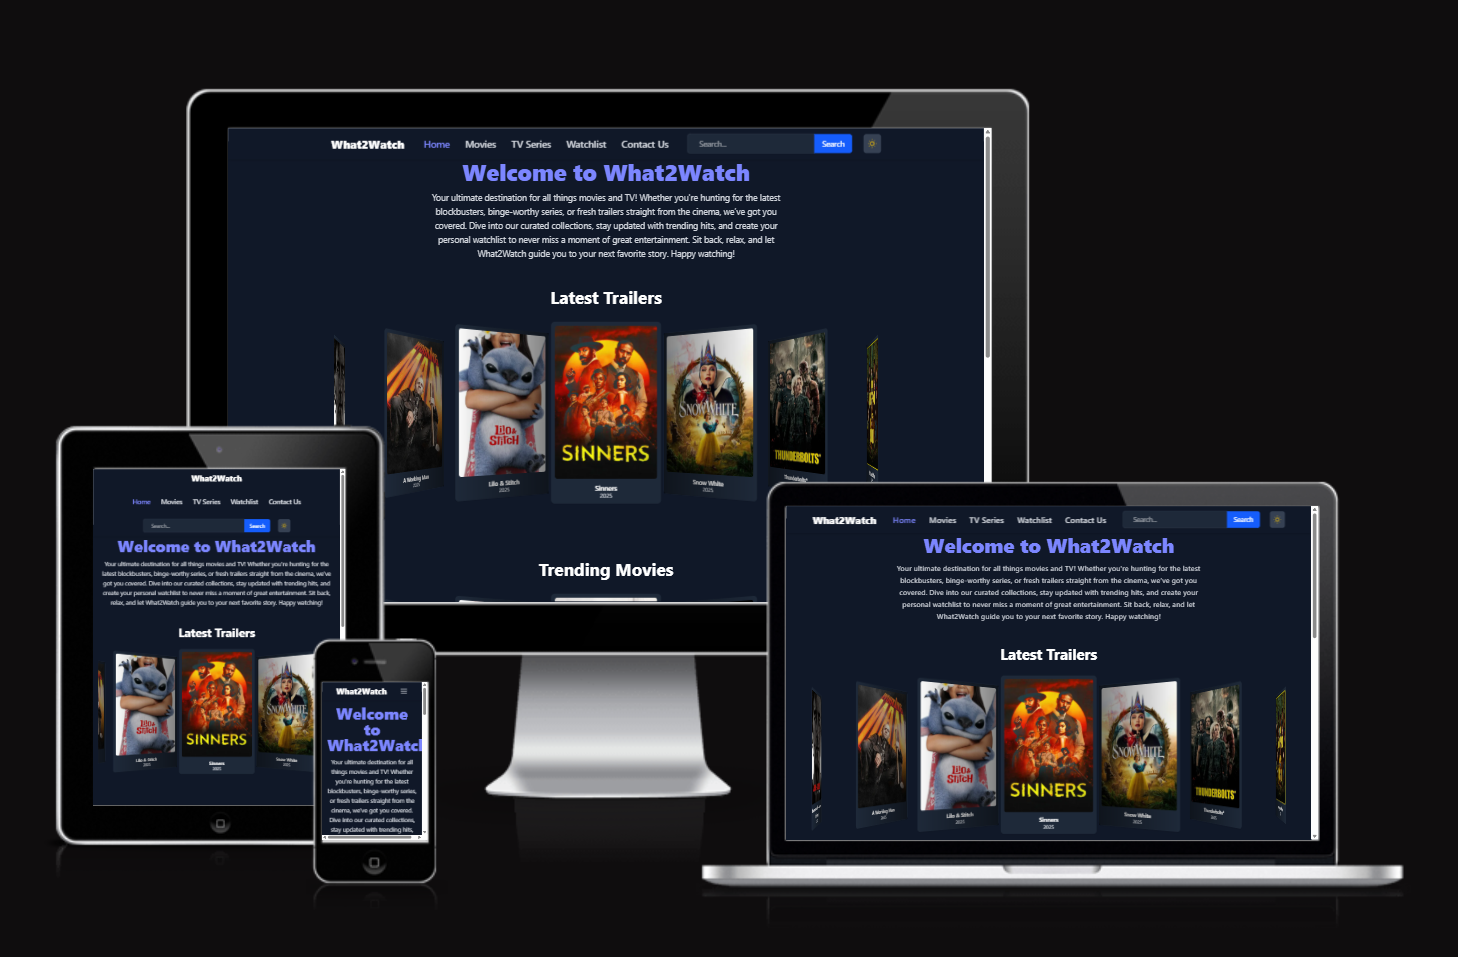 What2Watch Home Movies TV Series Watchlist Contact Us Search... Search
Welcome to What2Watch
Your ultimate destination for all things movies and TV! Whether you're hunting for the latest
blockbusters, binge-worthy series, or fresh trailers straight from the cinema, we've got you
covered. Dive into our curated collections, stay updated with trending hits, and create your
personal watchlist to never miss a moment of great entertainment. Sit back, relax, and let
What2Watch guide you to your next favorite story. Happy watching!
Latest Trailers
LILO &
STITCH
SINNERS
SNOW WHITE
THUNDERBOLTS*
A Working Man
2025
Lilo & Stitch
2025
Sinners
2025
Snow White
2025
Thunderbolts*
Trending Movies
What2Watch
Home Movies TV Series Watchlist Contact Us
Search... Search
Welcome to What2Watch
Your ultimate destination for all things movies and TV! Whether you're hunting for the
latest blockbusters, binge-worthy series, or fresh trailers straight from the cinema, we've
got you covered. Dive into our curated collections, stay updated with trending hits, and
create your personal watchlist to never miss a moment of great entertainment. Sit back,
relax, and let What2Watch guide you to your next favorite story. Happy watching!
Latest Trailers
LILO &
STITCH
SINNERS
SNOW WHITE
Lilo & Stitch
2025
Sinners
2025
Snow White
2025
What2Watch
Welcome
to
What2Watch
Your ultimate destination for all
things movies and TV! Whether
you're hunting for the latest
blockbusters, binge-worthy series,
or fresh trailers straight from the
cinema, we've got you covered.
Dive into our curated collections,
stay updated with trending hits,
What2Watch Home Movies TV Series Watchlist Contact Us Search... Search
Welcome to What2Watch
Your ultimate destination for all things movies and TV! Whether you're hunting for the latest
blockbusters, binge-worthy series, or fresh trailers straight from the cinema, we've got you
covered. Dive into our curated collections, stay updated with trending hits, and create your
personal watchlist to never miss a moment of great entertainment. Sit back, relax, and let
What2Watch guide you to your next favorite story. Happy watching!
Latest Trailers
LILO &
STITCH
SINNERS
SNOW WHITE
THUNDERBOLTS*
A Working Man
2025
Lilo & Stitch
2025
Sinners
2025
Snow White
2025
Thunderbolts*
2025